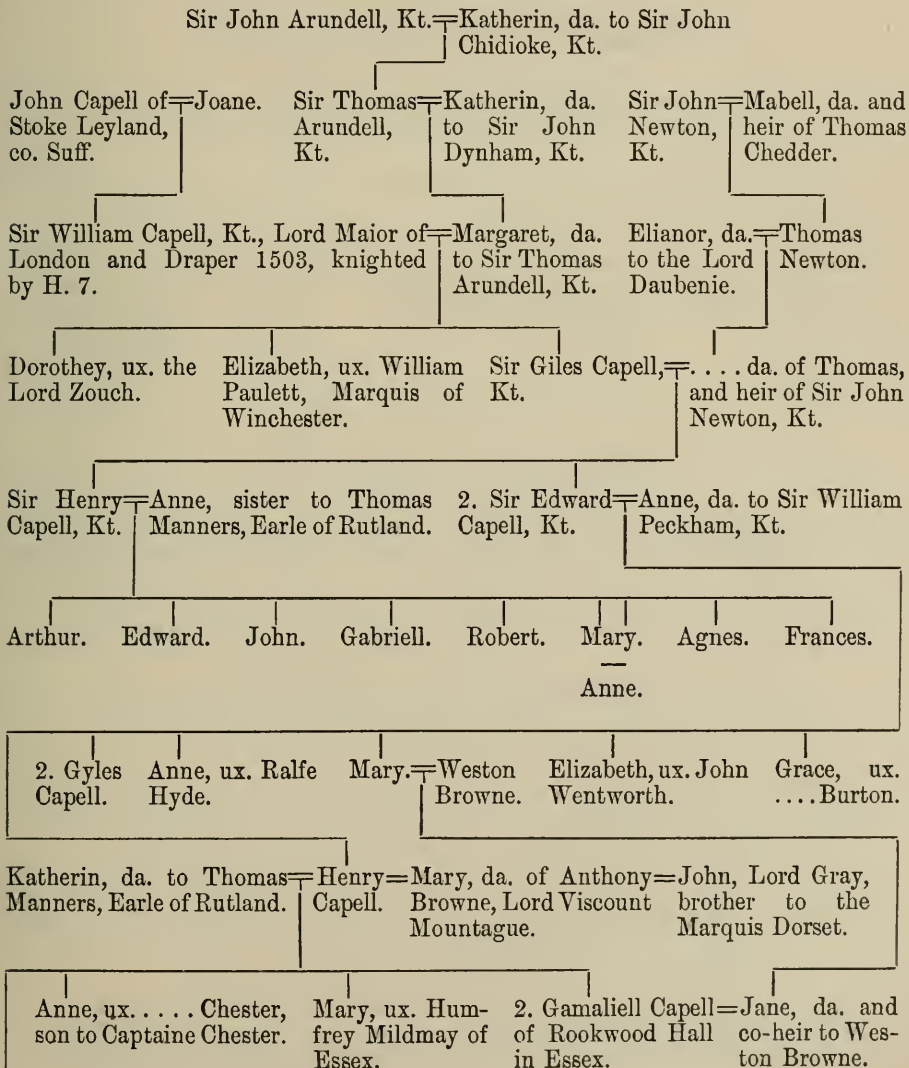 Sir John Arundell, Kt.=Katherin, da. to Sir John
Chidioke, Kt.
John Capell of=Joane.
Stoke Leyland,
co. Suff.
Sir Thomas=Katherin, da.
Arundell, to Sir John
Kt. Dynham, Kt.
Sir John=Mabell, da. and
Newton, heir of Thomas
Kt. Chedder.
Sir William Capell, Kt., Lord Maior of=Margaret, da.
London and Draper 1503, knighted to Sir Thomas
by H. 7. Arundell, Kt.
Elianor, da.=Thomas
to the Lord Newton.
Daubenie.
Dorothey, ux. the
Lord Zouch.
Elizabeth, ux. William
Paulett, Marquis of
Winchester.
Sir Giles Capell,=. . . . da. of Thomas,
Kt. and heir of Sir John
Newton, Kt.
Sir Henry=Anne, sister to Thomas
Capell, Kt. Manners, Earle of Rutland.
2. Sir Edward=Anne, da. to Sir William
Capell, Kt. Peckham, Kt.
Arthur. Edward. John. Gabriell. Robert. Mary. Agnes. Frances.
Anne.
2. Gyles
Capell.
Anne, ux. Ralfe
Hyde.
Mary.=Weston
Browne.
Elizabeth, ux. John
Wentworth.
Grace, ux.
. . . . Burton.
Katherin, da. to Thomas=Henry=Mary, da. of Anthony=John, Lord Gray,
Manners, Earle of Rutland. Capell. Browne, Lord Viscount brother to the
Mountague. Marquis Dorset.
Anne, ux. . . . . Chester,
son to Captaine Chester.
Mary, ux. Hum-
frey Mildmay of
Essex.
2. Gamaliell Capell=Jane, da. and
of Rookwood Hall co-heir to Wes-
in Essex. ton Browne.